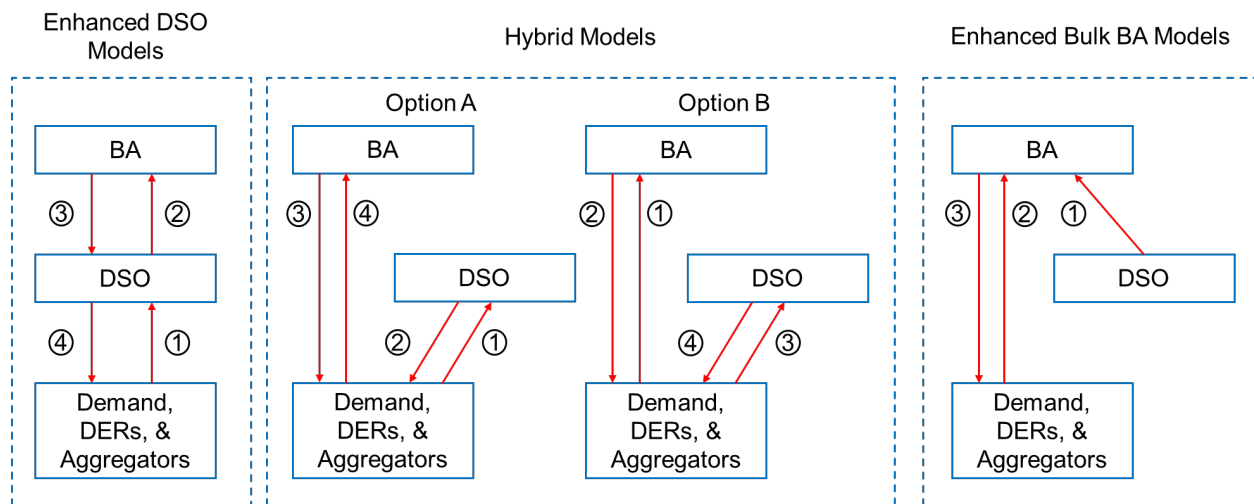 Enhanced DSO
Models
Hybrid Models
Enhanced Bulk BA Models
Option A
Option B
BA
BA
BA
BA
③
②
③
④
②
①
③
②
①
DSO
DSO
DSO
DSO
④
①
②
①
④
③
Demand,
DERs, &
Aggregators
Demand,
DERs, &
Aggregators
Demand,
DERs, &
Aggregators
Demand,
DERs, &
Aggregators